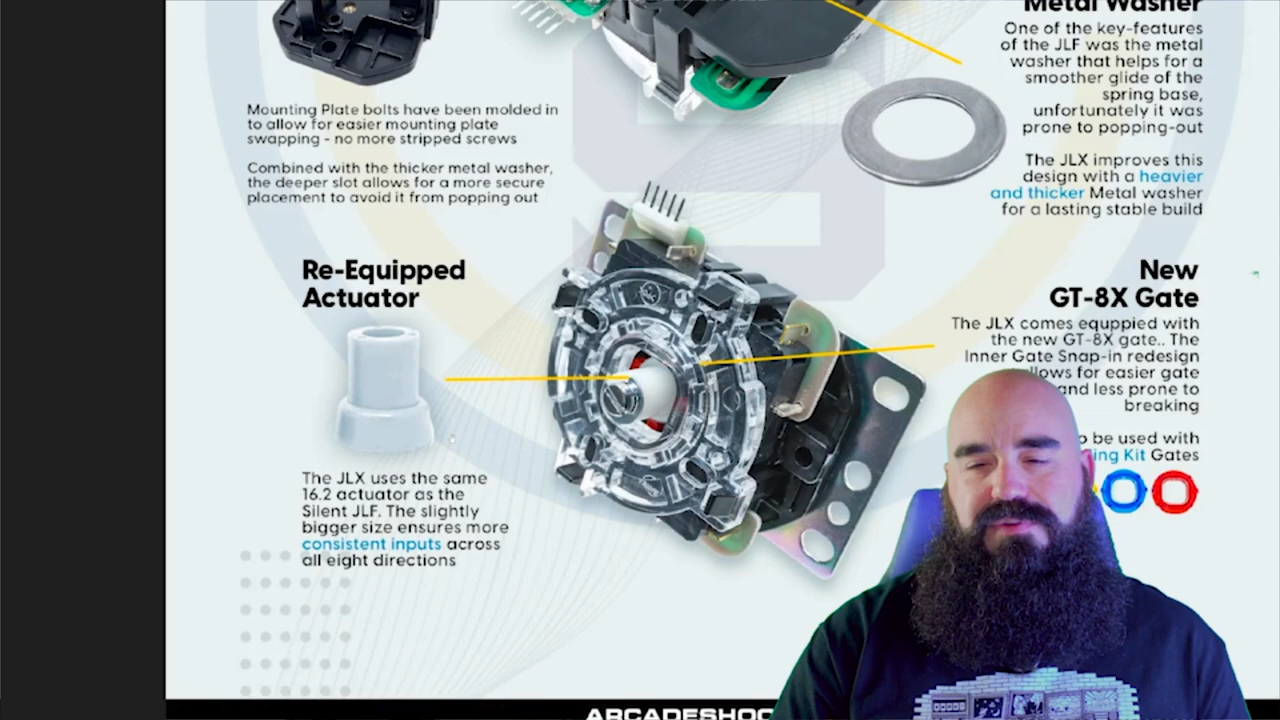 Metal Washer
One of the key-features
of the JLF was the metal
washer that helps for a
smoother glide of the
spring base,
unfortunately it was
prone to popping-out
The JLX improves this
design with a heavier
and thicker Metal washer
for a lasting stable build
Mounting Plate bolts have been molded in
to allow for easier mounting plate
swapping - no more stripped screws
Combined with the thicker metal washer,
the deeper slot allows for a more secure
placement to avoid it from popping out
Re-Equipped
Actuator
The JLX uses the same
16.2 actuator as the
Silent JLF. The slightly
bigger size ensures more
consistent inputs across
all eight directions
New
GT-8X Gate
The JLX comes equppied with
the new GT-8X gate.. The
Inner Gate Snap-in redesign
for easier gate
and less prone to
breaking
be used with
Kit Gates